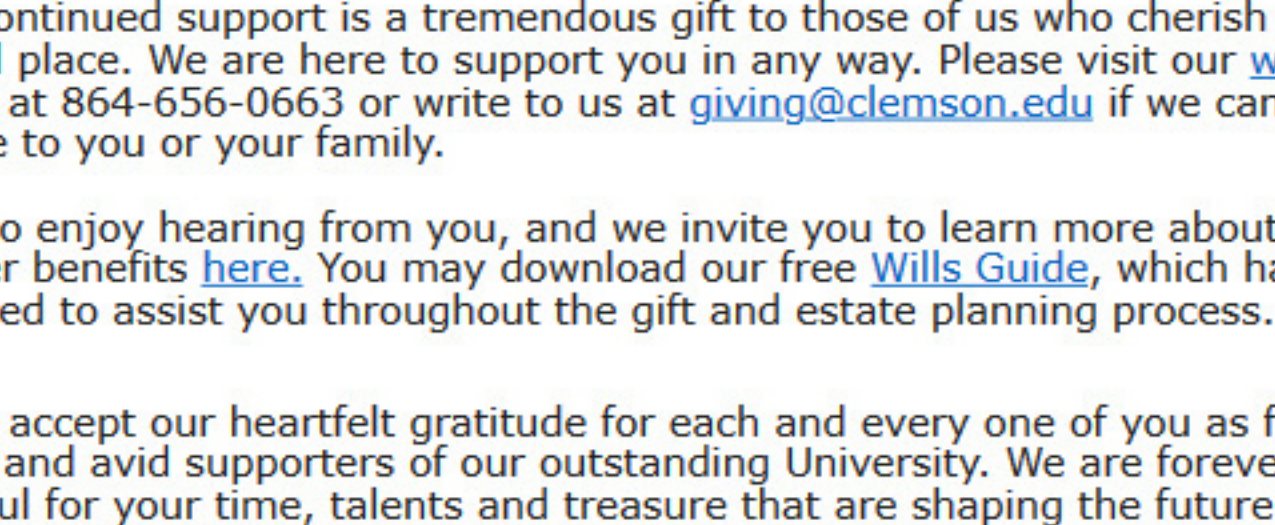 ontinued support is a tremendous gift to those of us who cherish
place. We are here to support you in any way. Please visit our w
at 864-656-0663 or write to us at giving@clemson.edu if we can
e to you or your family.
o enjoy hearing from you, and we invite you to learn more about
er benefits here. You may download our free Wills Guide, which ha
ed to assist you throughout the gift and estate planning process.
accept our heartfelt gratitude for each and every one of you as f
and avid supporters of our outstanding University. We are foreve
ul for your time, talents and treasure that are shaping the future